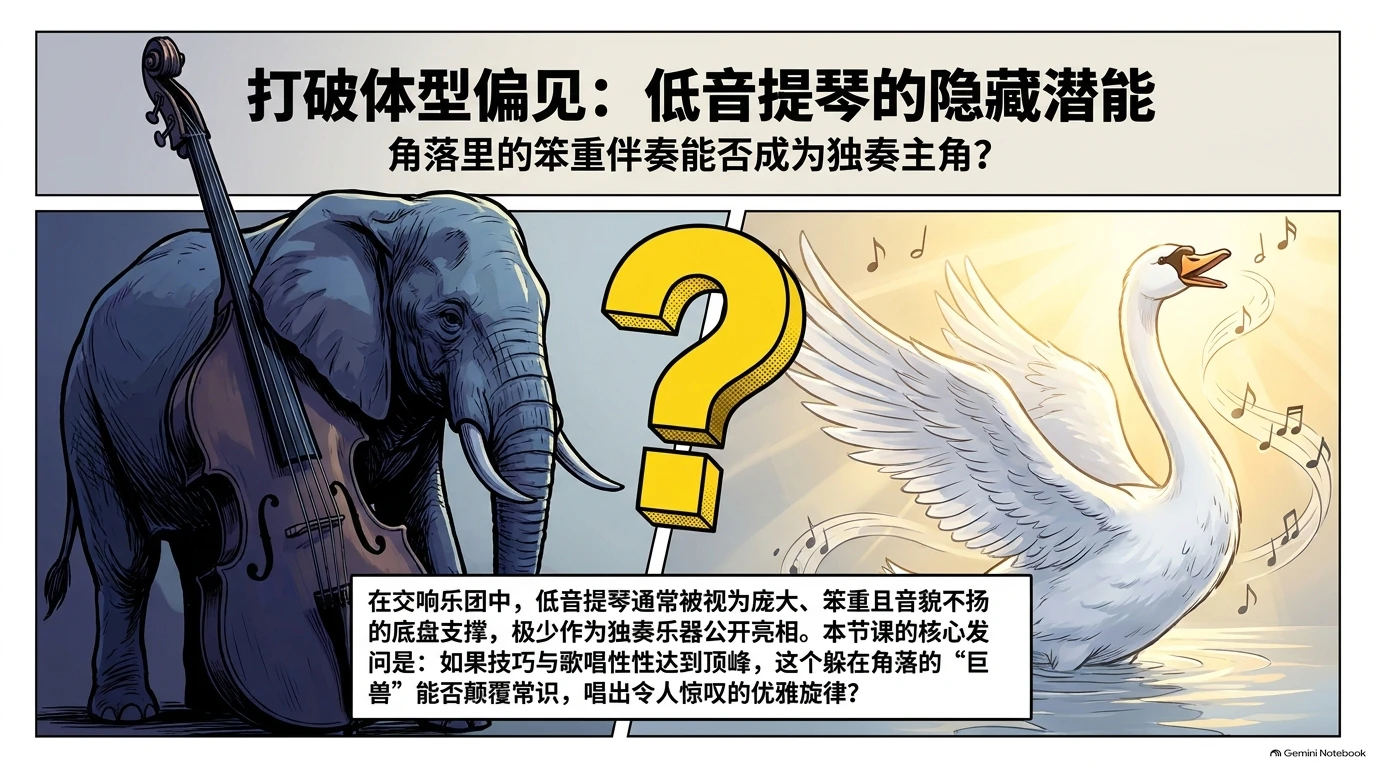 打破体型偏见：低音提琴的隐藏潜能
角落里的笨重伴奏能否成为独奏主角？
在交响乐团中，低音提琴通常被视为庞大、笨重且音貌不扬
的底盘支撑，极少作为独奏乐器公开亮相。本节课的核心发
问是：如果技巧与歌唱性性达到顶峰，这个躲在角落的“巨
兽”能否颠覆常识，唱出令人惊叹的优雅旋律？
Gemini Notebook